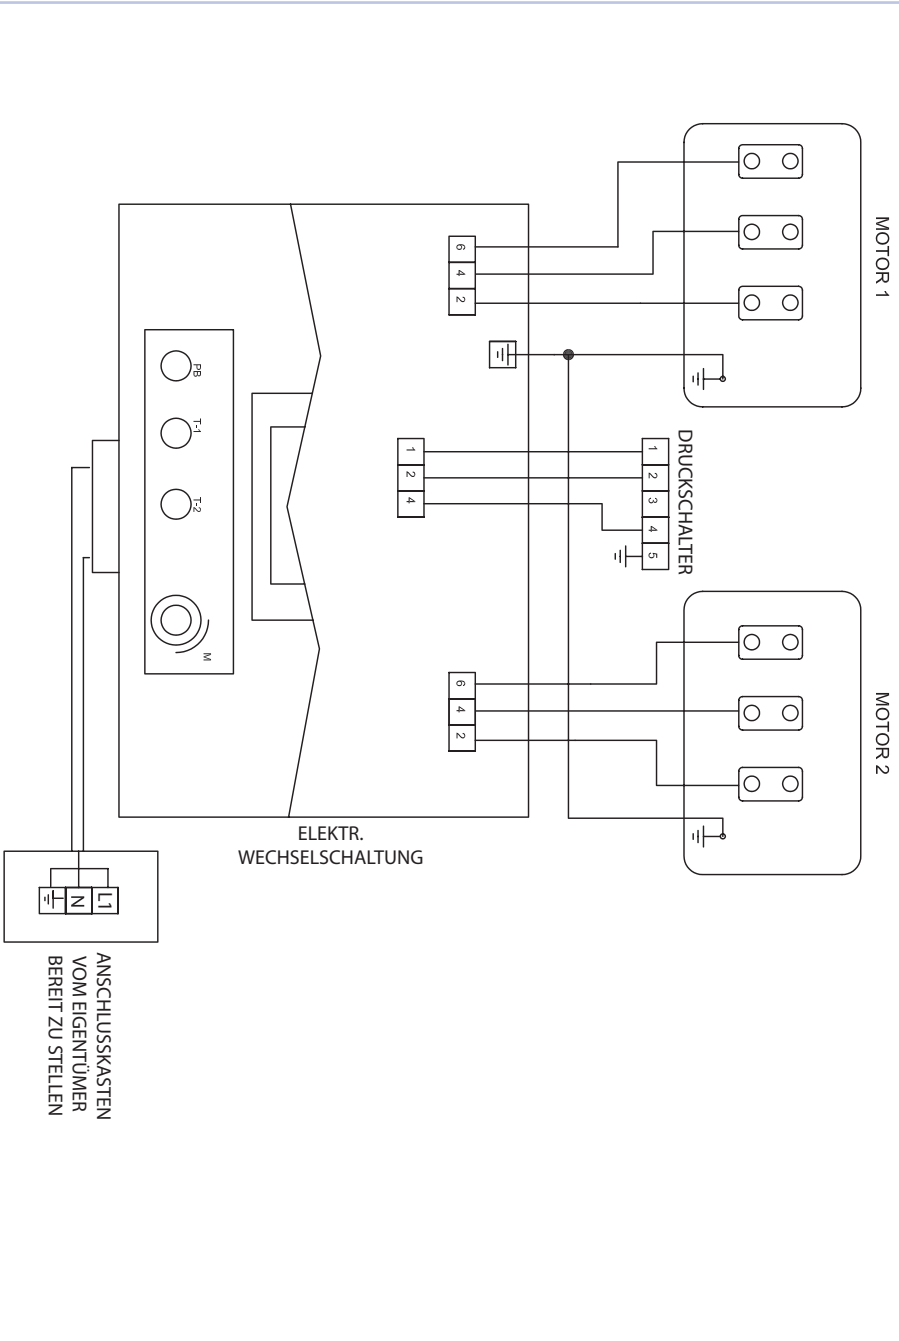 MOTOR 1
6
4
2
PB
T-1
T-2
M
1
2
4
DRUCKSCHALTER
1
2
3
4
5
MOTOR 2
6
4
2
ELEKTR.
WECHSELSCHALTUNG
L1
N
ANSCHLUSSKASTEN
VOM EIGENTÜMER
BEREIT ZU STELLEN